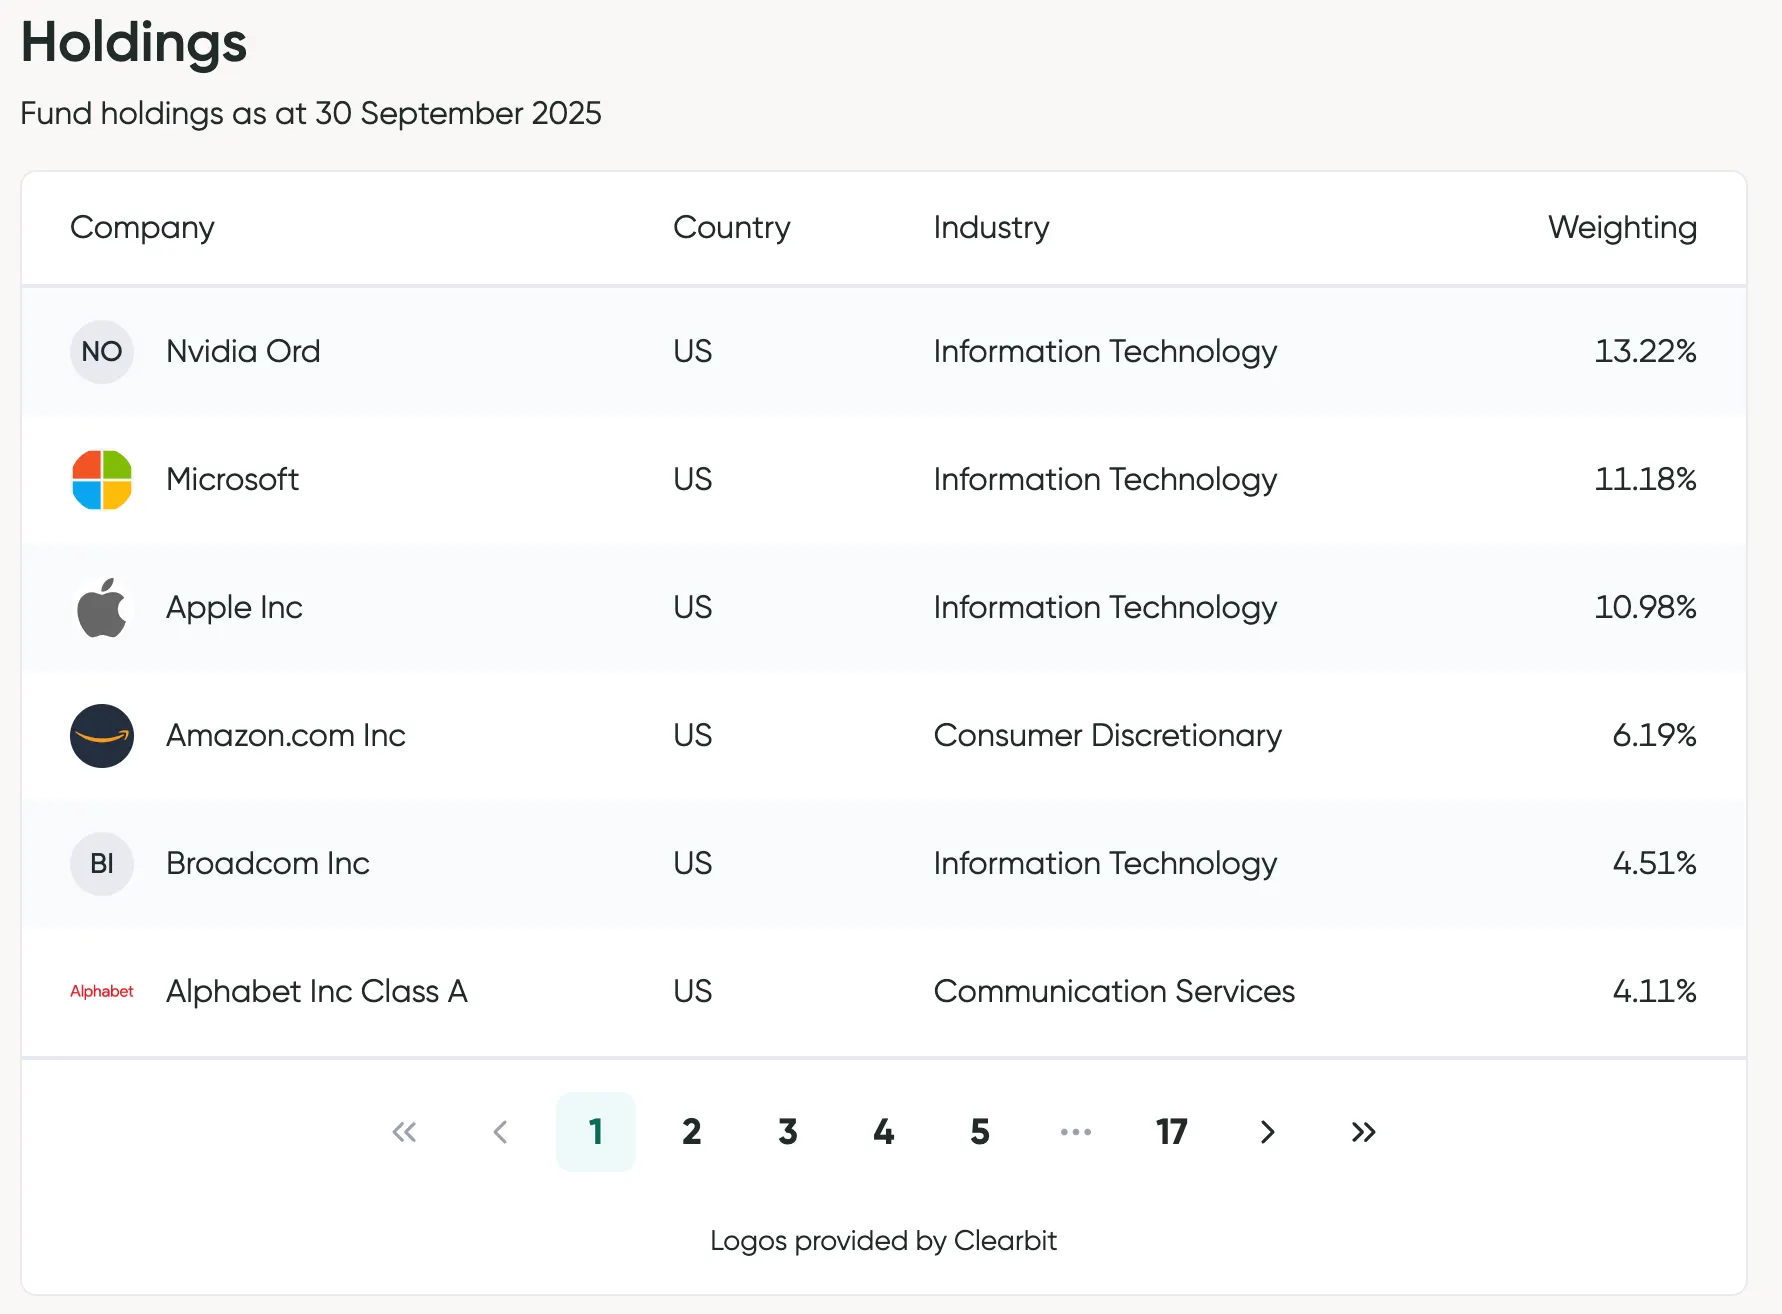 Holdings
Fund holdings as at 30 September 2025
Company Country Industry Weighting
NO Nvidia Ord US Information Technology 13.22%
Microsoft US Information Technology 11.18%
Apple Inc US Information Technology 10.98%
Amazon.com Inc US Consumer Discretionary 6.19%
BI Broadcom Inc US Information Technology 4.51%
Alphabet Alphabet Inc Class A US Communication Services 4.11%
« ‹ 1 2 3 4 5 ··· 17 › »
Logos provided by Clearbit